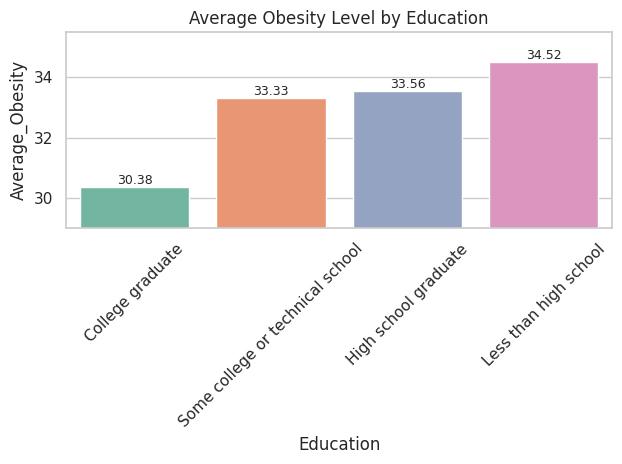 Average Obesity Level by Education
Average_Obesity
34
32
30
30.38
33.33
33.56
34.52
College graduate
Some college or technical school
High school graduate
Less than high school
Education